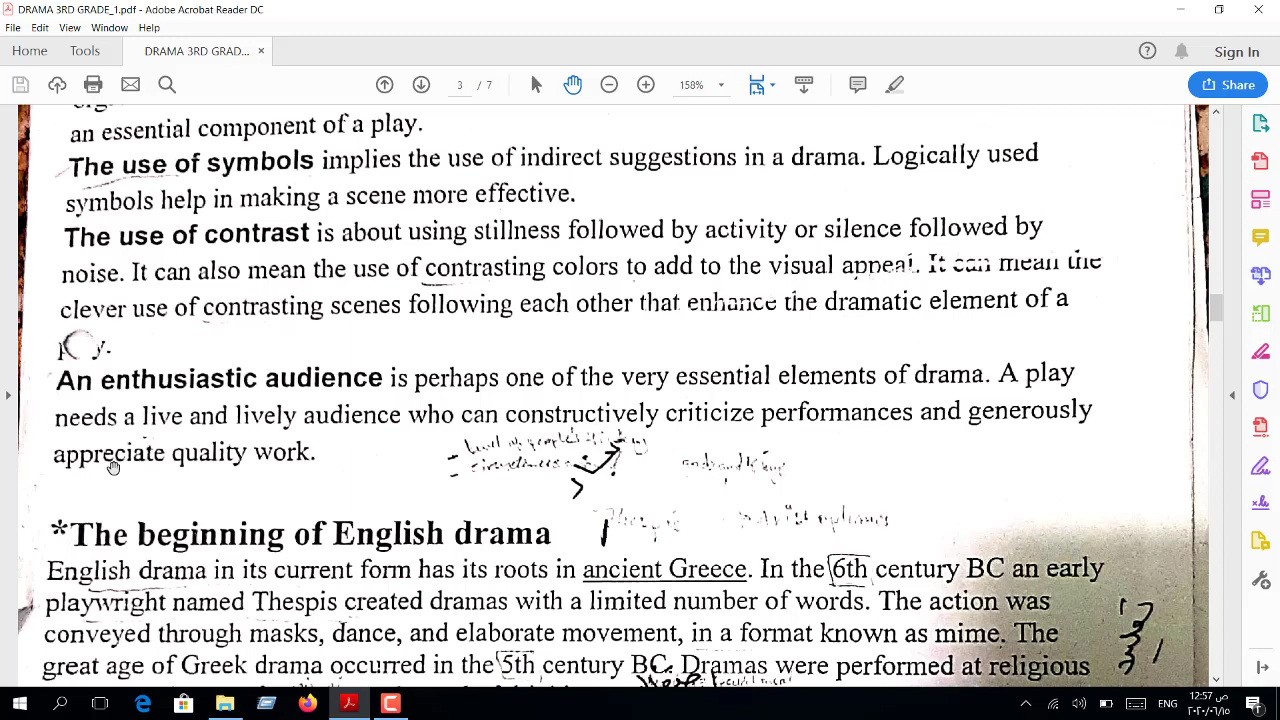 DRAMA 3RD GRADE_1.pdf - Adobe Acrobat Reader DC
File Edit View Window Help
Home Tools DRAMA 3RD GRAD... × Sign In
3 / 7 158% Share
an essential component of a play.
The use of symbols implies the use of indirect suggestions in a drama. Logically used
symbols help in making a scene more effective.
The use of contrast is about using stillness followed by activity or silence followed by
noise. It can also mean the use of contrasting colors to add to the visual appeal. It can mean the
clever use of contrasting scenes following each other that enhance the dramatic element of a
An enthusiastic audience is perhaps one of the very essential elements of drama. A play
needs a live and lively audience who can constructively criticize performances and generously
appreciate quality work.
*The beginning of English drama
English drama in its current form has its roots in ancient Greece. In the 6th century BC an early
playwright named Thespis created dramas with a limited number of words. The action was
conveyed through masks, dance, and elaborate movement, in a format known as mime. The
great age of Greek drama occurred in the 5th century BC. Dramas were performed at religious
ENG 12:57 ص
٢٠٢٠/٠٦/١٥